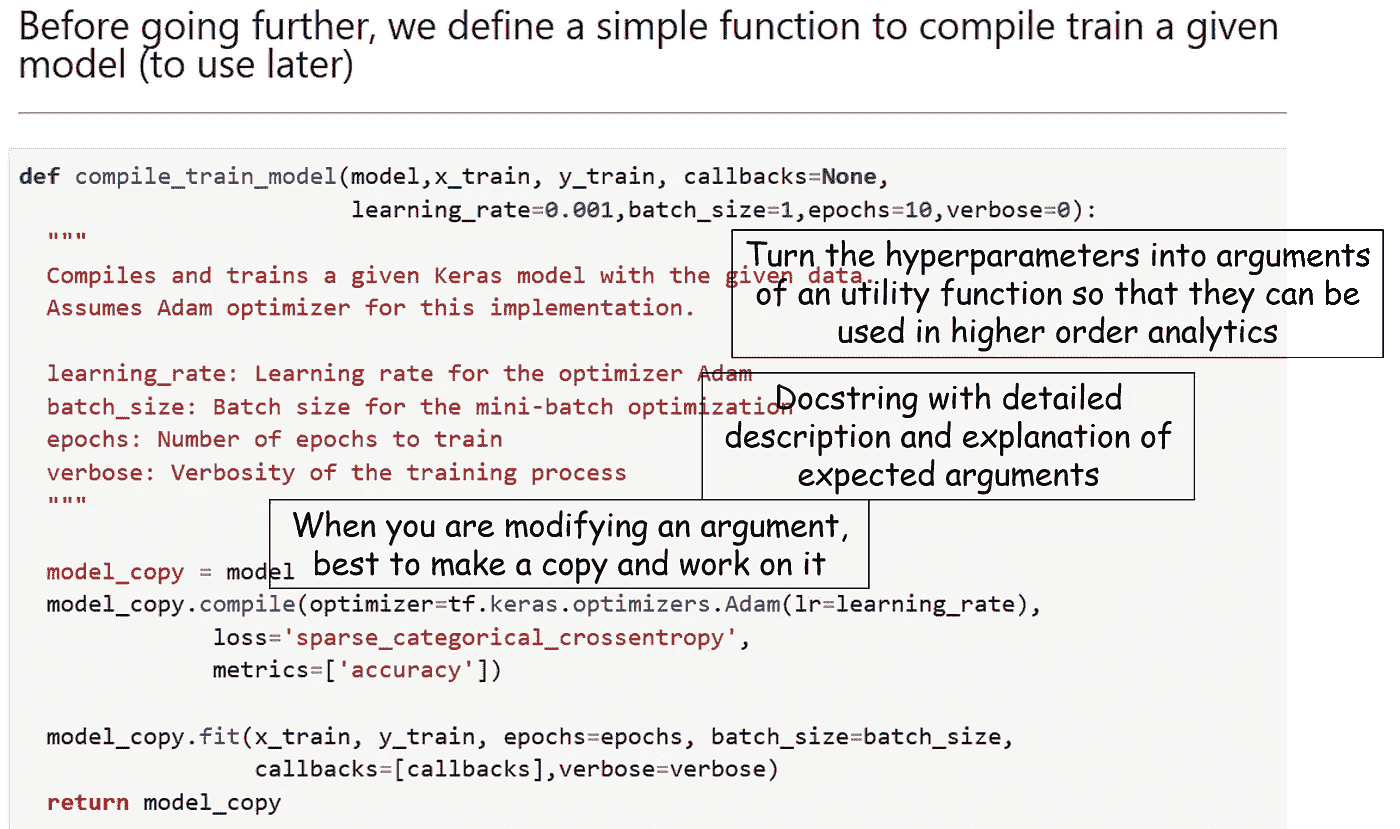 Before going further, we define a simple function to compile train a given
model (to use later)
def compile_train_model(model,x_train, y_train, callbacks=None,
learning_rate=0.001,batch_size=1,epochs=10,verbose=0):
"""
Compiles and trains a given Keras model with the given data.
Assumes Adam optimizer for this implementation.
Turn the hyperparameters into arguments
of an utility function so that they can be
used in higher order analytics
learning_rate: Learning rate for the optimizer Adam
batch_size: Batch size for the mini-batch optimization
epochs: Number of epochs to train
verbose: Verbosity of the training process
"""
Docstring with detailed
description and explanation of
expected arguments
When you are modifying an argument,
best to make a copy and work on it
model_copy = model
model_copy.compile(optimizer=tf.keras.optimizers.Adam(lr=learning_rate),
loss='sparse_categorical_crossentropy',
metrics=['accuracy'])
model_copy.fit(x_train, y_train, epochs=epochs, batch_size=batch_size,
callbacks=[callbacks],verbose=verbose)
return model_copy